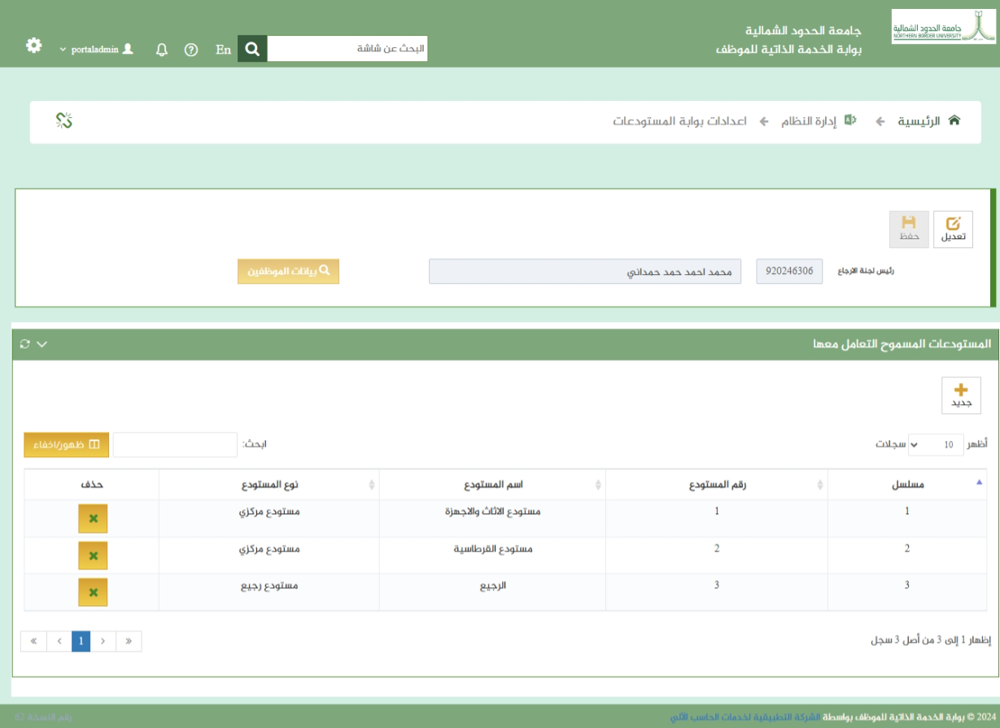 جامعة الحدود الشمالية
NORTHERN BORDER UNIVERSITY
جامعة الحدود الشمالية
بوابة الخدمة الذاتية للموظف
البحث عن شاشة
En
portaladmin
الرئيسية
إدارة النظام
اعدادات بوابة المستودعات
تعديل
حفظ
رئيس لجنة الارجاع
920246306
محمد احمد حمد حمداني
بيانات الموظفين
المستودعات المسموح التعامل معها
جديد
أظهر 10 سجلات
ابحث:
ظهور/اخفاء
مسلسل رقم المستودع اسم المستودع نوع المستودع حذف
1 1 مستودع الاثاث والاجهزة مستودع مركزي
2 2 مستودع القرطاسية مستودع مركزي
3 3 الرجيع مستودع رجيع
إظهار 1 إلى 3 من أصل 3 سجل
« ‹ 1 › »
2024 © بوابة الخدمة الذاتية للموظف بواسطة الشركة التطبيقية لخدمات الحاسب الآلي
رقم النسخة 62